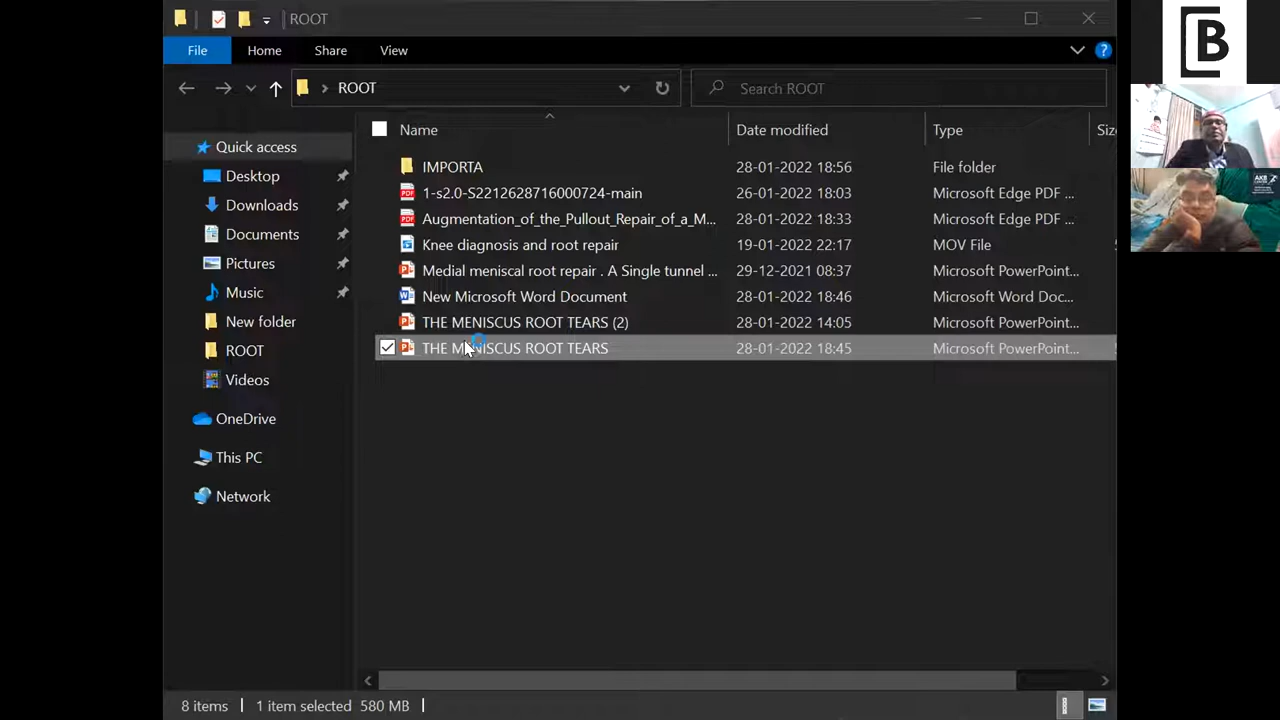 ROOT
File Home Share View
ROOT
Search ROOT
Name Date modified Type Siz
Quick access
Desktop
Downloads
Documents
Pictures
Music
New folder
ROOT
Videos
OneDrive
This PC
Network
IMPORTA 28-01-2022 18:56 File folder
1-s2.0-S2212628716000724-main 26-01-2022 18:03 Microsoft Edge PDF ...
Augmentation_of_the_Pullout_Repair_of_a_M... 28-01-2022 18:33 Microsoft Edge PDF ...
Knee diagnosis and root repair 19-01-2022 22:17 MOV File
Medial meniscal root repair . A Single tunnel ... 29-12-2021 08:37 Microsoft PowerPoint...
New Microsoft Word Document 28-01-2022 18:46 Microsoft Word Doc...
THE MENISCUS ROOT TEARS (2) 28-01-2022 14:05 Microsoft PowerPoint...
THE MENISCUS ROOT TEARS 28-01-2022 18:45 Microsoft PowerPoint...
8 items 1 item selected 580 MB
B
AKB